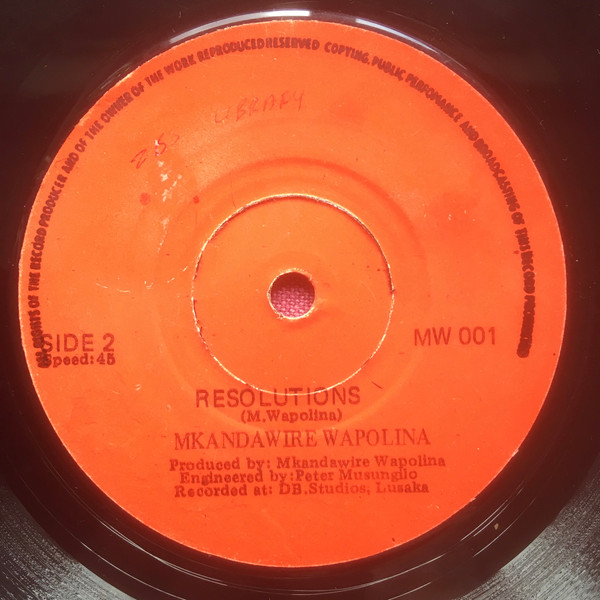 ALL RIGHTS OF THE RECORD PRODUCER AND OF THE OWNER OF THE WORK REPRODUCED RESERVED COPYING, PUBLIC PERFOMANCE AND BROADCASTING OF THIS RECORD PROHIBITED
LIBRARY
SIDE 2
Speed:45
MW 001
RESOLUTIONS
(M.Wapolina)
MKANDAWIRE WAPOLINA
Produced by: Mkandawire Wapolina
Engineered by:Peter Musungilo
Recorded at: DB.Studios, Lusaka